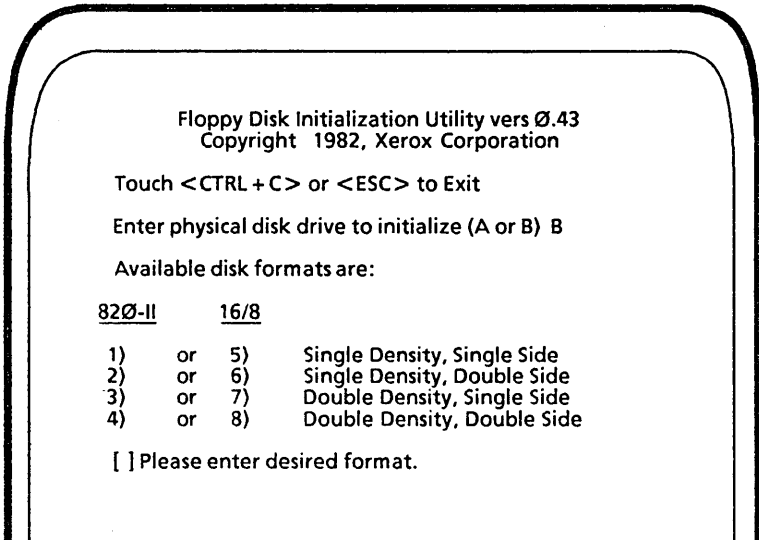 Floppy Disk Initialization Utility vers Ø.43
Copyright 1982, Xerox Corporation
Touch <CTRL + C> or <ESC> to Exit
Enter physical disk drive to initialize (A or B) B
Available disk formats are:
82Ø-II 16/8
1) or 5) Single Density, Single Side
2) or 6) Single Density, Double Side
3) or 7) Double Density, Single Side
4) or 8) Double Density, Double Side
[ ] Please enter desired format.